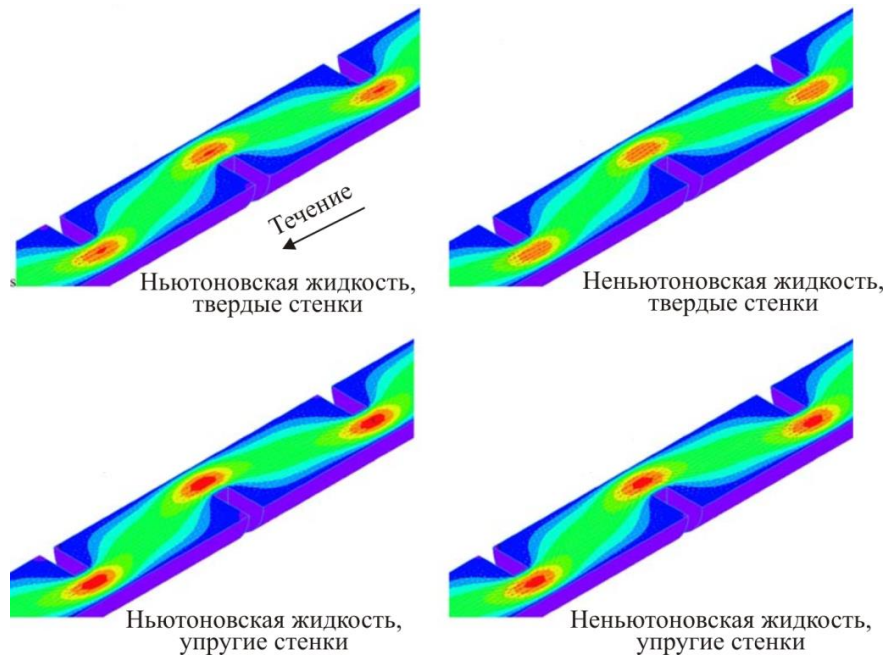 Течение
s
Ньютоновская жидкость,
твердые стенки
Неньютоновская жидкость,
твердые стенки
Ньютоновская жидкость,
упругие стенки
Неньютоновская жидкость,
упругие стенки